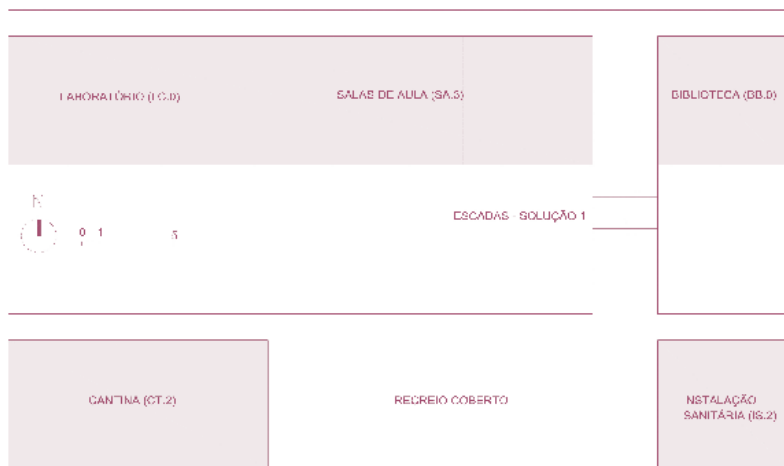 LABORATÓRIO (LC.0)
SALAS DE AULA (SA.3)
BIBLIOTECA (BB.0)
N
0 1 5
ESCADAS - SOLUÇÃO 1
CANTINA (CT.2)
RECREIO COBERTO
NSTALAÇÃO
SANITÁRIA (IS.2)